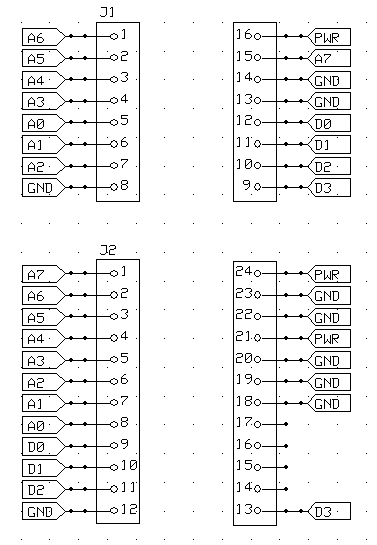 J1
A6 1 16 PWR
A5 2 15 A7
A4 3 14 GND
A3 4 13 GND
A0 5 12 D0
A1 6 11 D1
A2 7 10 D2
GND 8 9 D3
J2
A7 1 24 PWR
A6 2 23 GND
A5 3 22 GND
A4 4 21 PWR
A3 5 20 GND
A2 6 19 GND
A1 7 18 GND
A0 8 17
D0 9 16
D1 10 15
D2 11 14
GND 12 13 D3